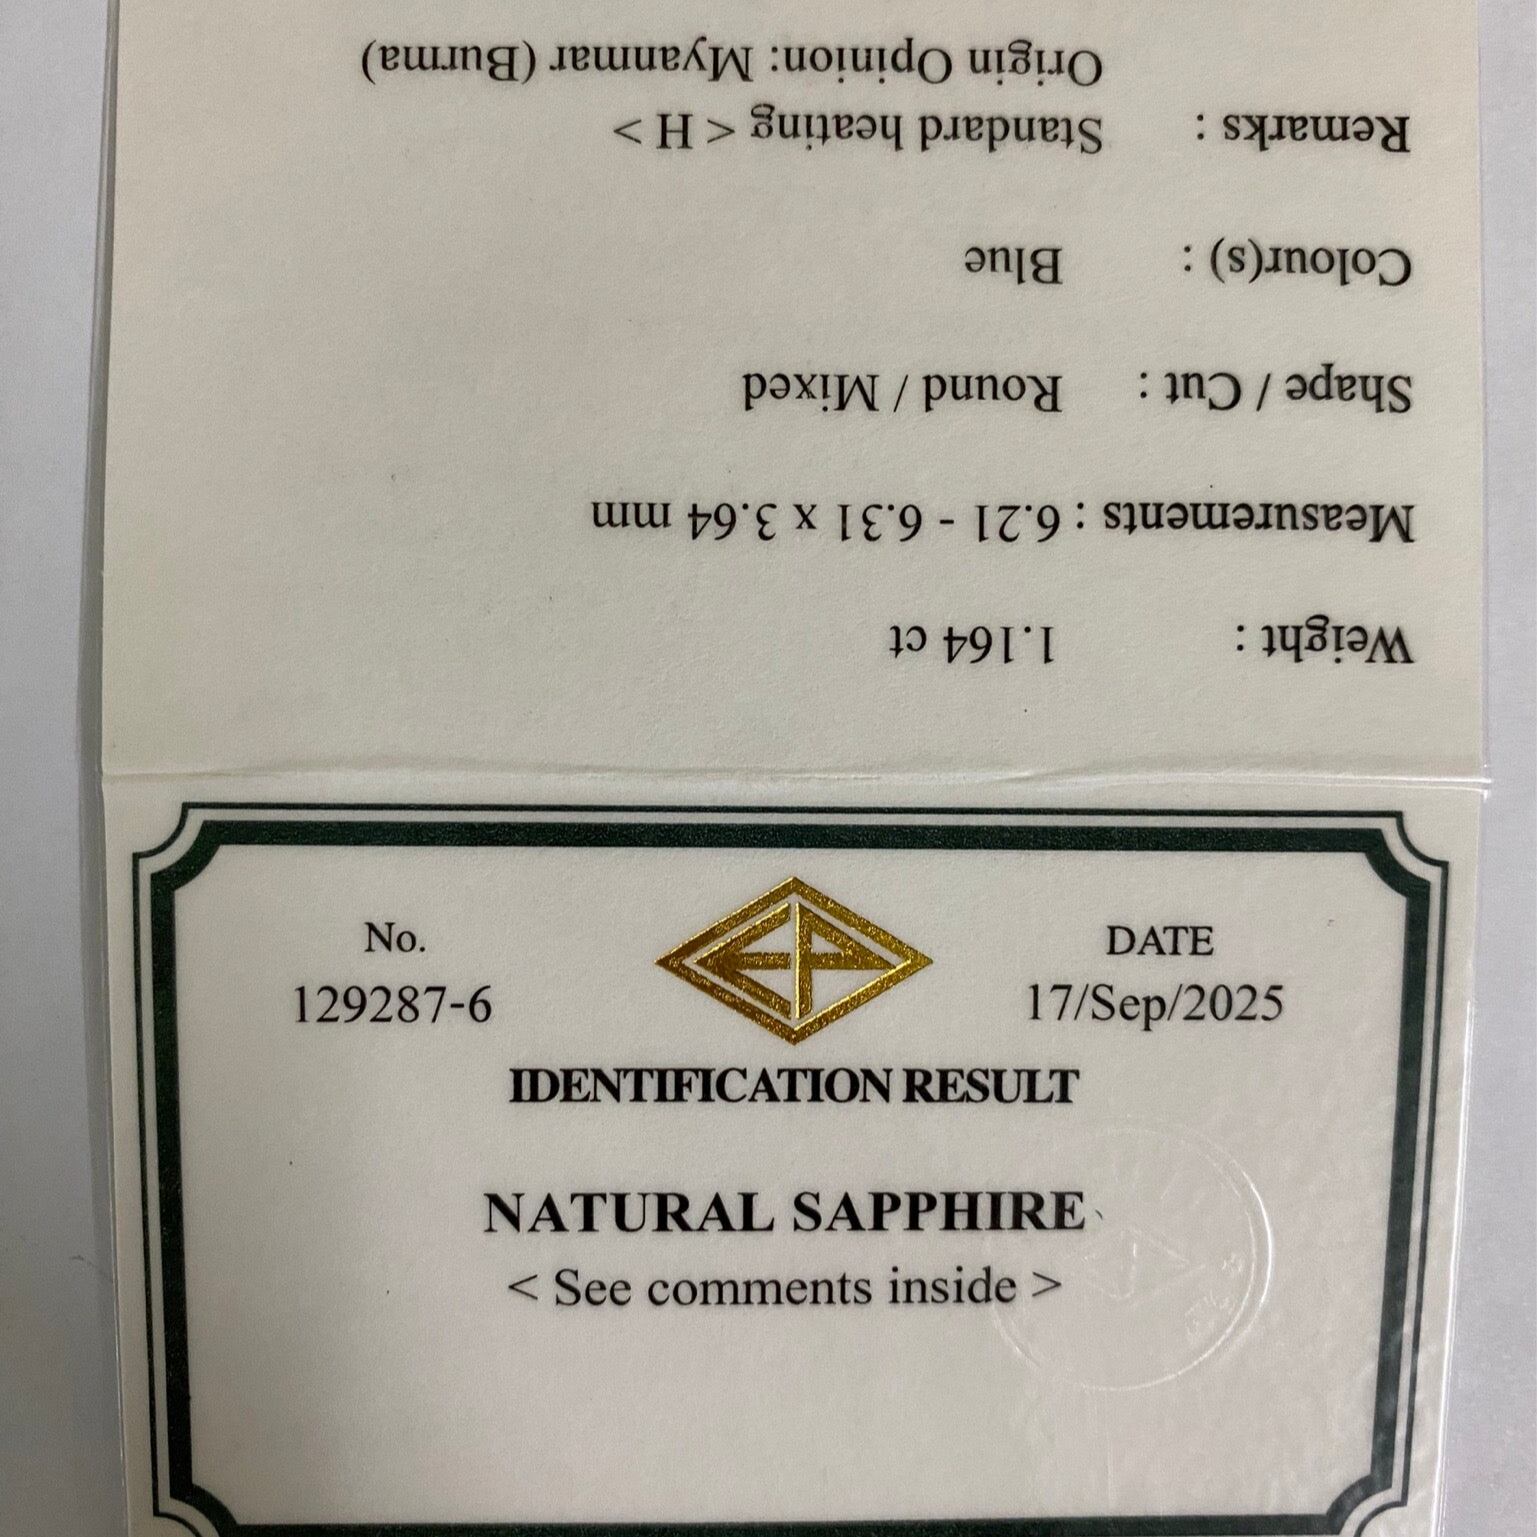 No.
129287-6
DATE
17/Sep/2025
IDENTIFICATION RESULT
NATURAL SAPPHIRE
< See comments inside >
Weight : 1.164 ct
Measurements : 6.21 - 6.31 x 3.64 mm
Shape / Cut : Round / Mixed
Colour(s) : Blue
Remarks : Standard heating < H >
Origin Opinion: Myanmar (Burma)